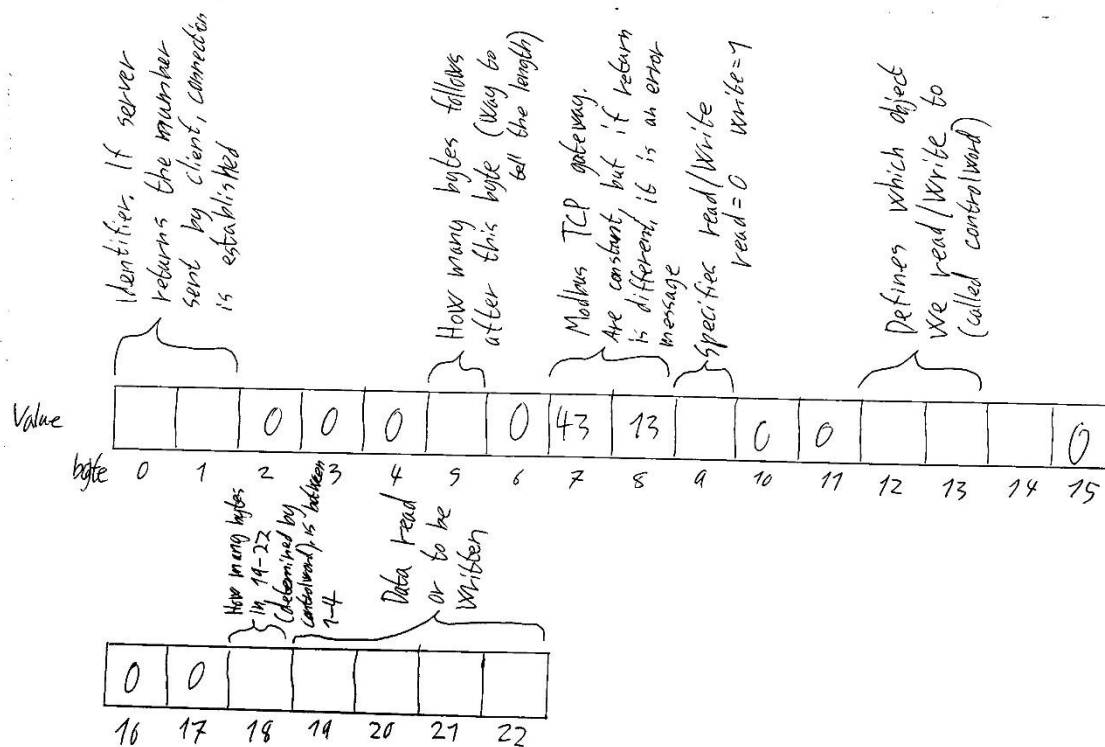 Identifier. If server
returns the number
sent by client, connection
is established
How many bytes follows
after this byte (way to
tell the length)
Modbus TCP gateway.
Are constant, but if return
is different, it is an error
message
Specifies read/write
read=0 write=1
Defines which object
we read/write to
(called controlword)
Value
0 0 0 0 43 13 0 0 0
byte 0 1 2 3 4 5 6 7 8 9 10 11 12 13 14 15
How many bytes
in 19-22
(determined by
controlword), is between
1-4
Data read
or to be
written
0 0
16 17 18 19 20 21 22